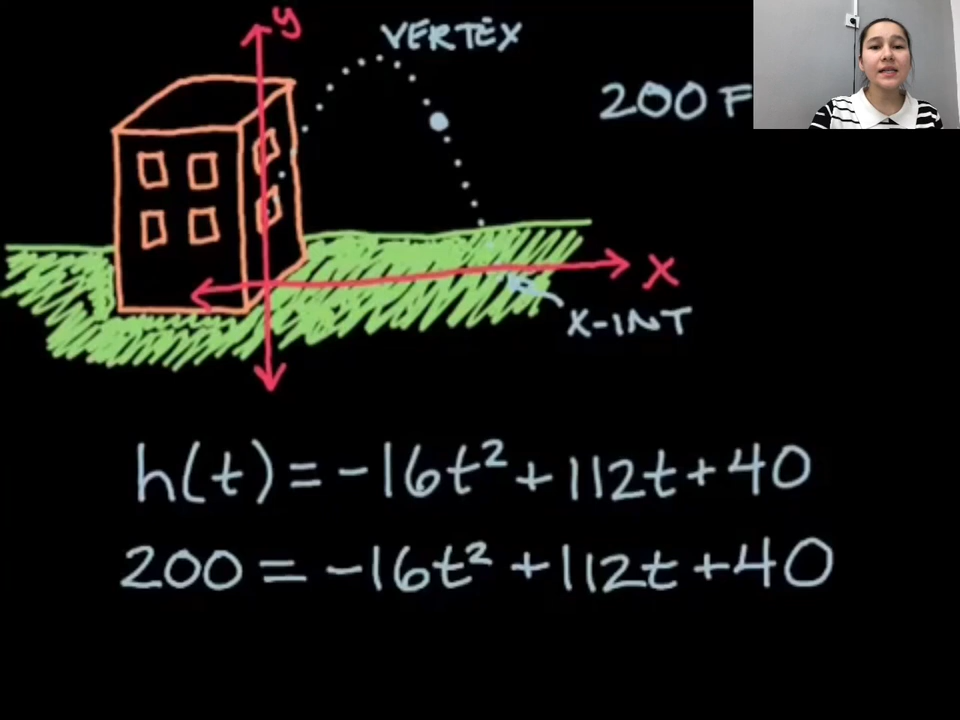 y
VERTEX
200 F
X
X-INT
h(t) = -16t² + 112t + 40
200 = -16t² + 112t + 40